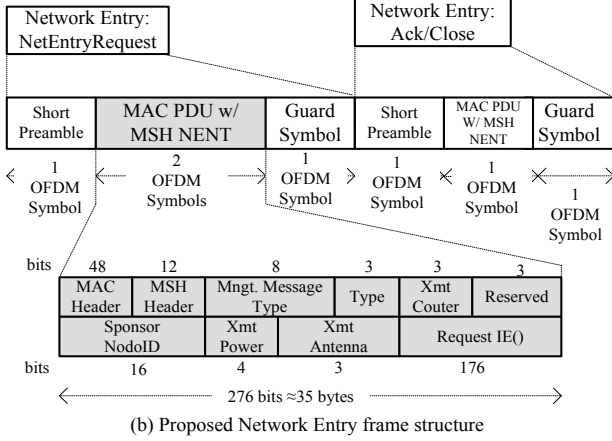 Network Entry:
NetEntryRequest
Network Entry:
Ack/Close
Short
Preamble
MAC PDU w/
MSH NENT
Guard
Symbol
Short
Preamble
MAC PDU
W/ MSH
NENT
Guard
Symbol
1
OFDM
Symbol
2
OFDM
Symbols
1
OFDM
Symbol
1
OFDM
Symbol
1
OFDM
Symbol
1
OFDM
Symbol
bits 48 12 8 3 3 3
MAC
Header
MSH
Header
Mngt. Message
Type
Type
Xmt
Couter
Reserved
Sponsor
NodoID
Xmt
Power
Xmt
Antenna
Request IE()
bits 16 4 3 176
276 bits ≈35 bytes
(b) Proposed Network Entry frame structure